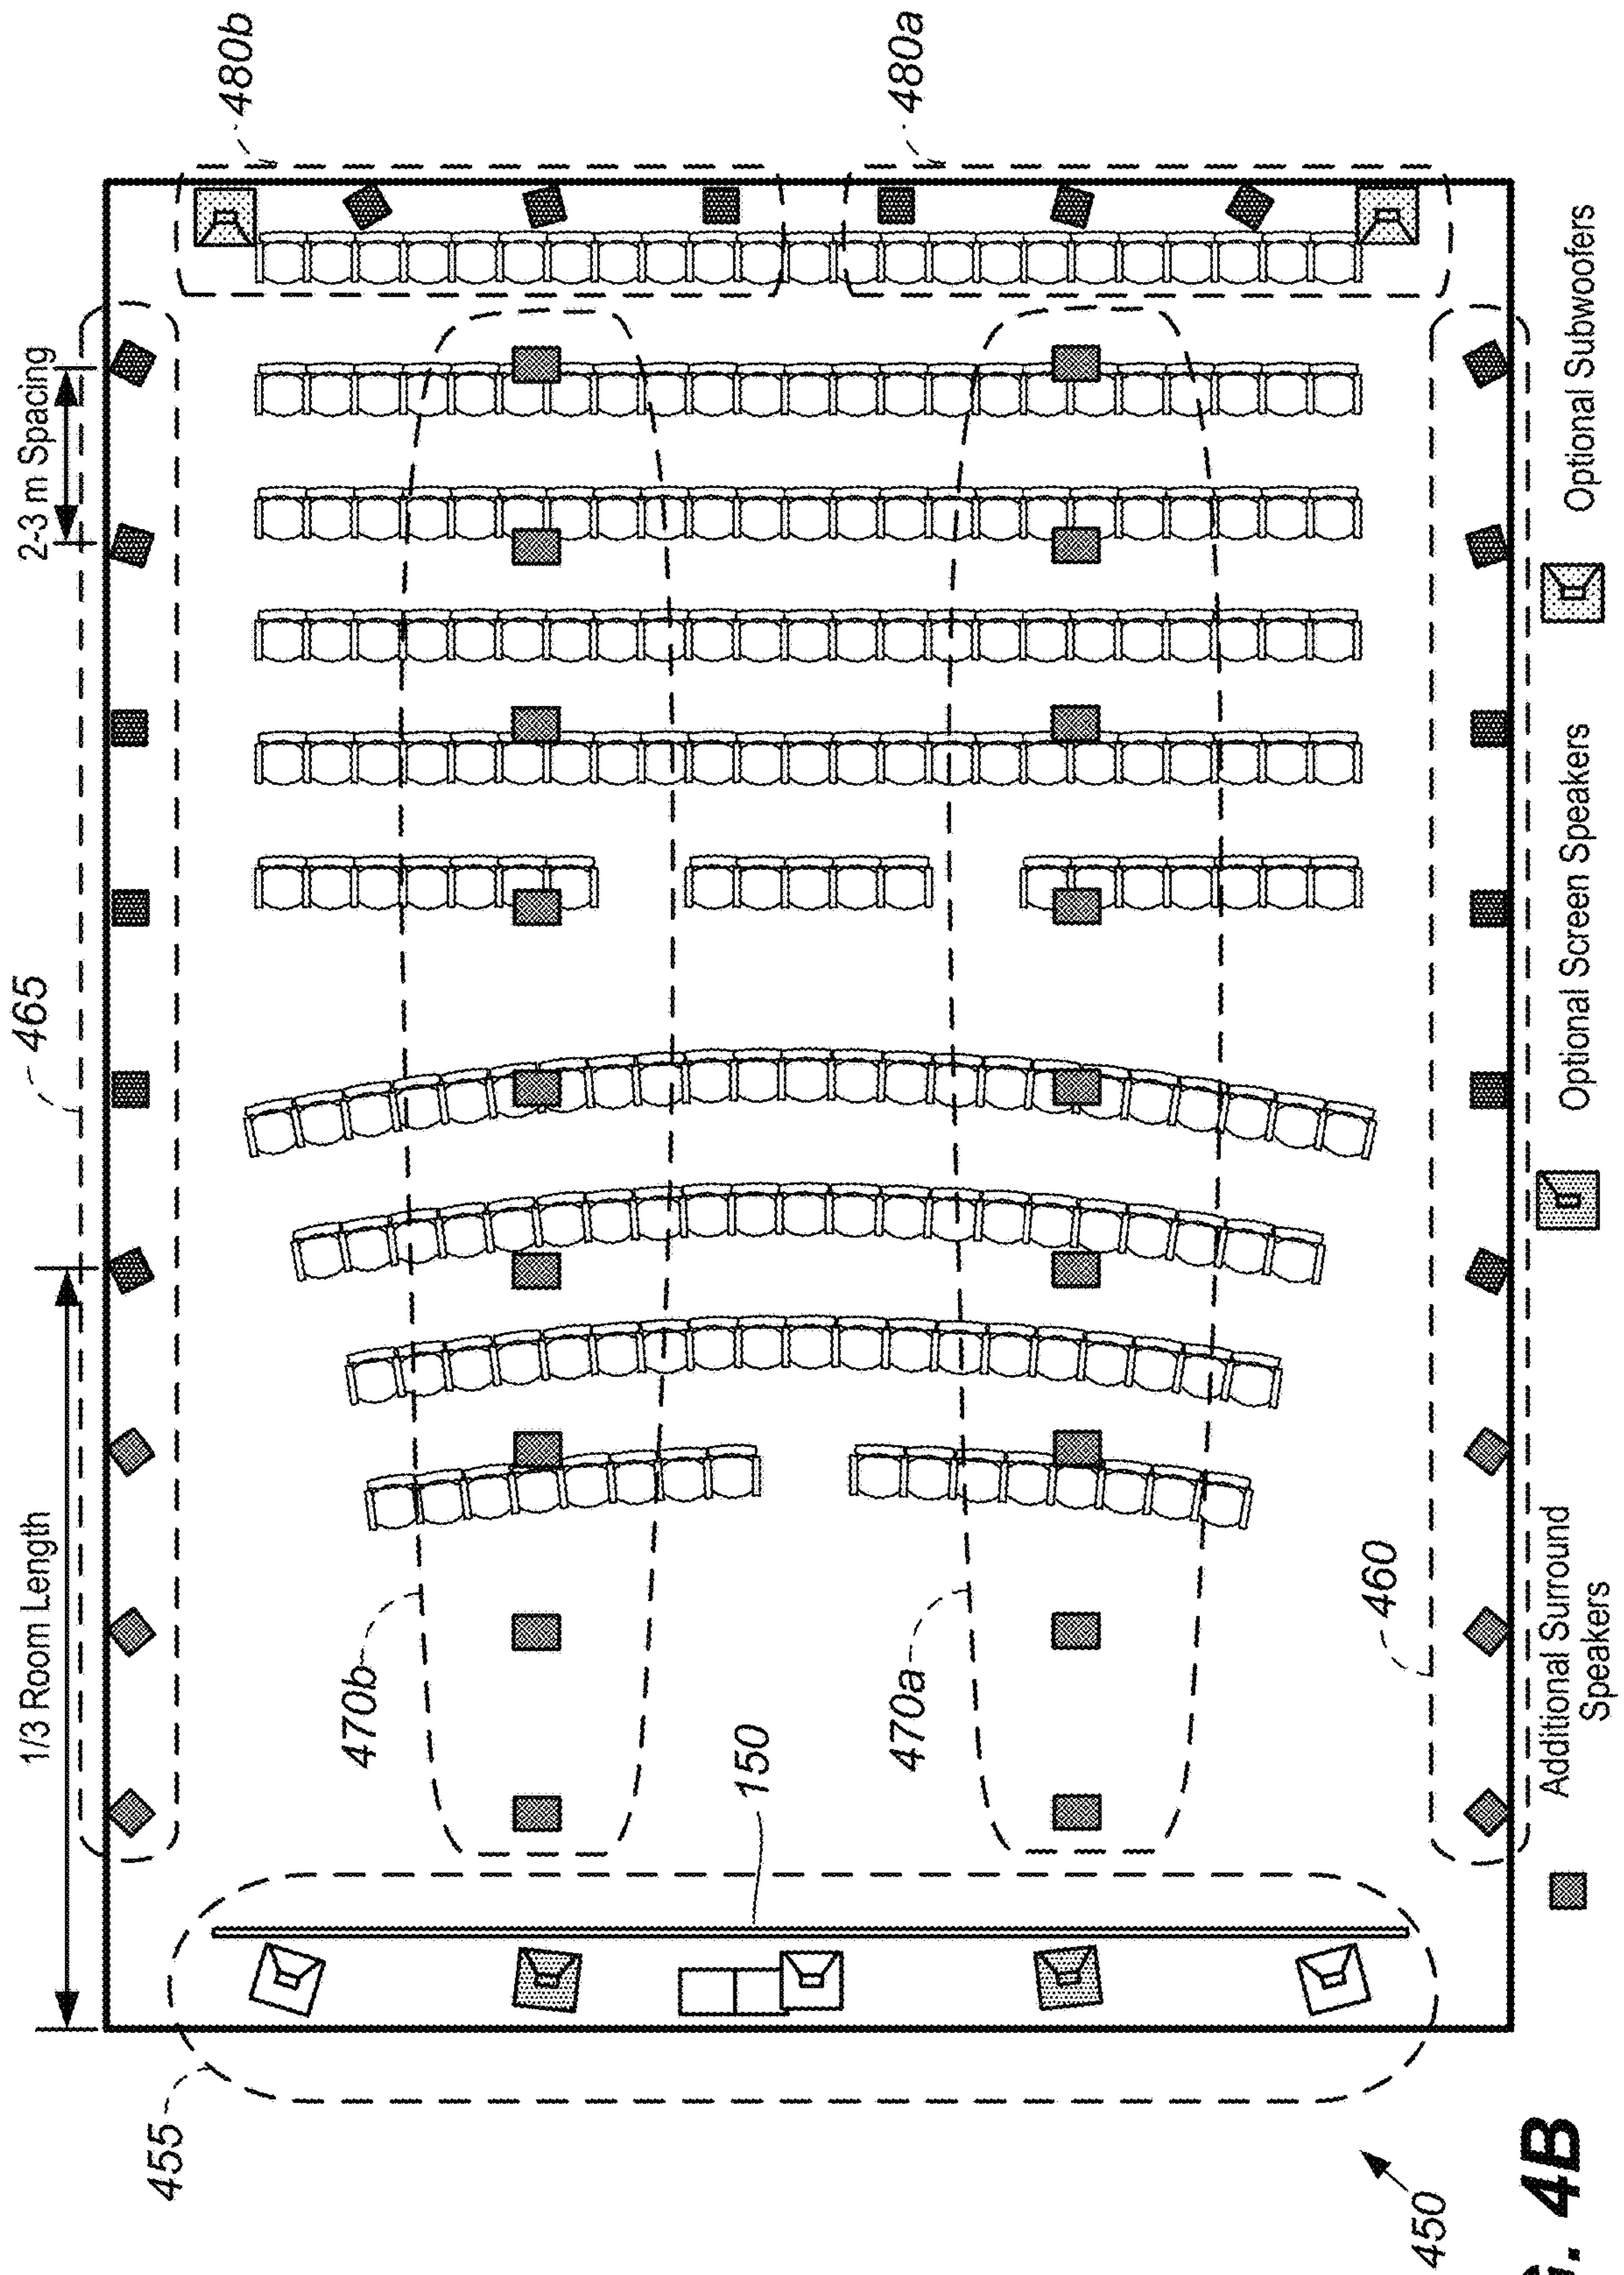 480b
480a
2-3 m Spacing
465
1/3 Room Length
470b
470a
150
460
455
450
Additional Surround
Speakers
Optional Screen Speakers
Optional Subwoofers
4B